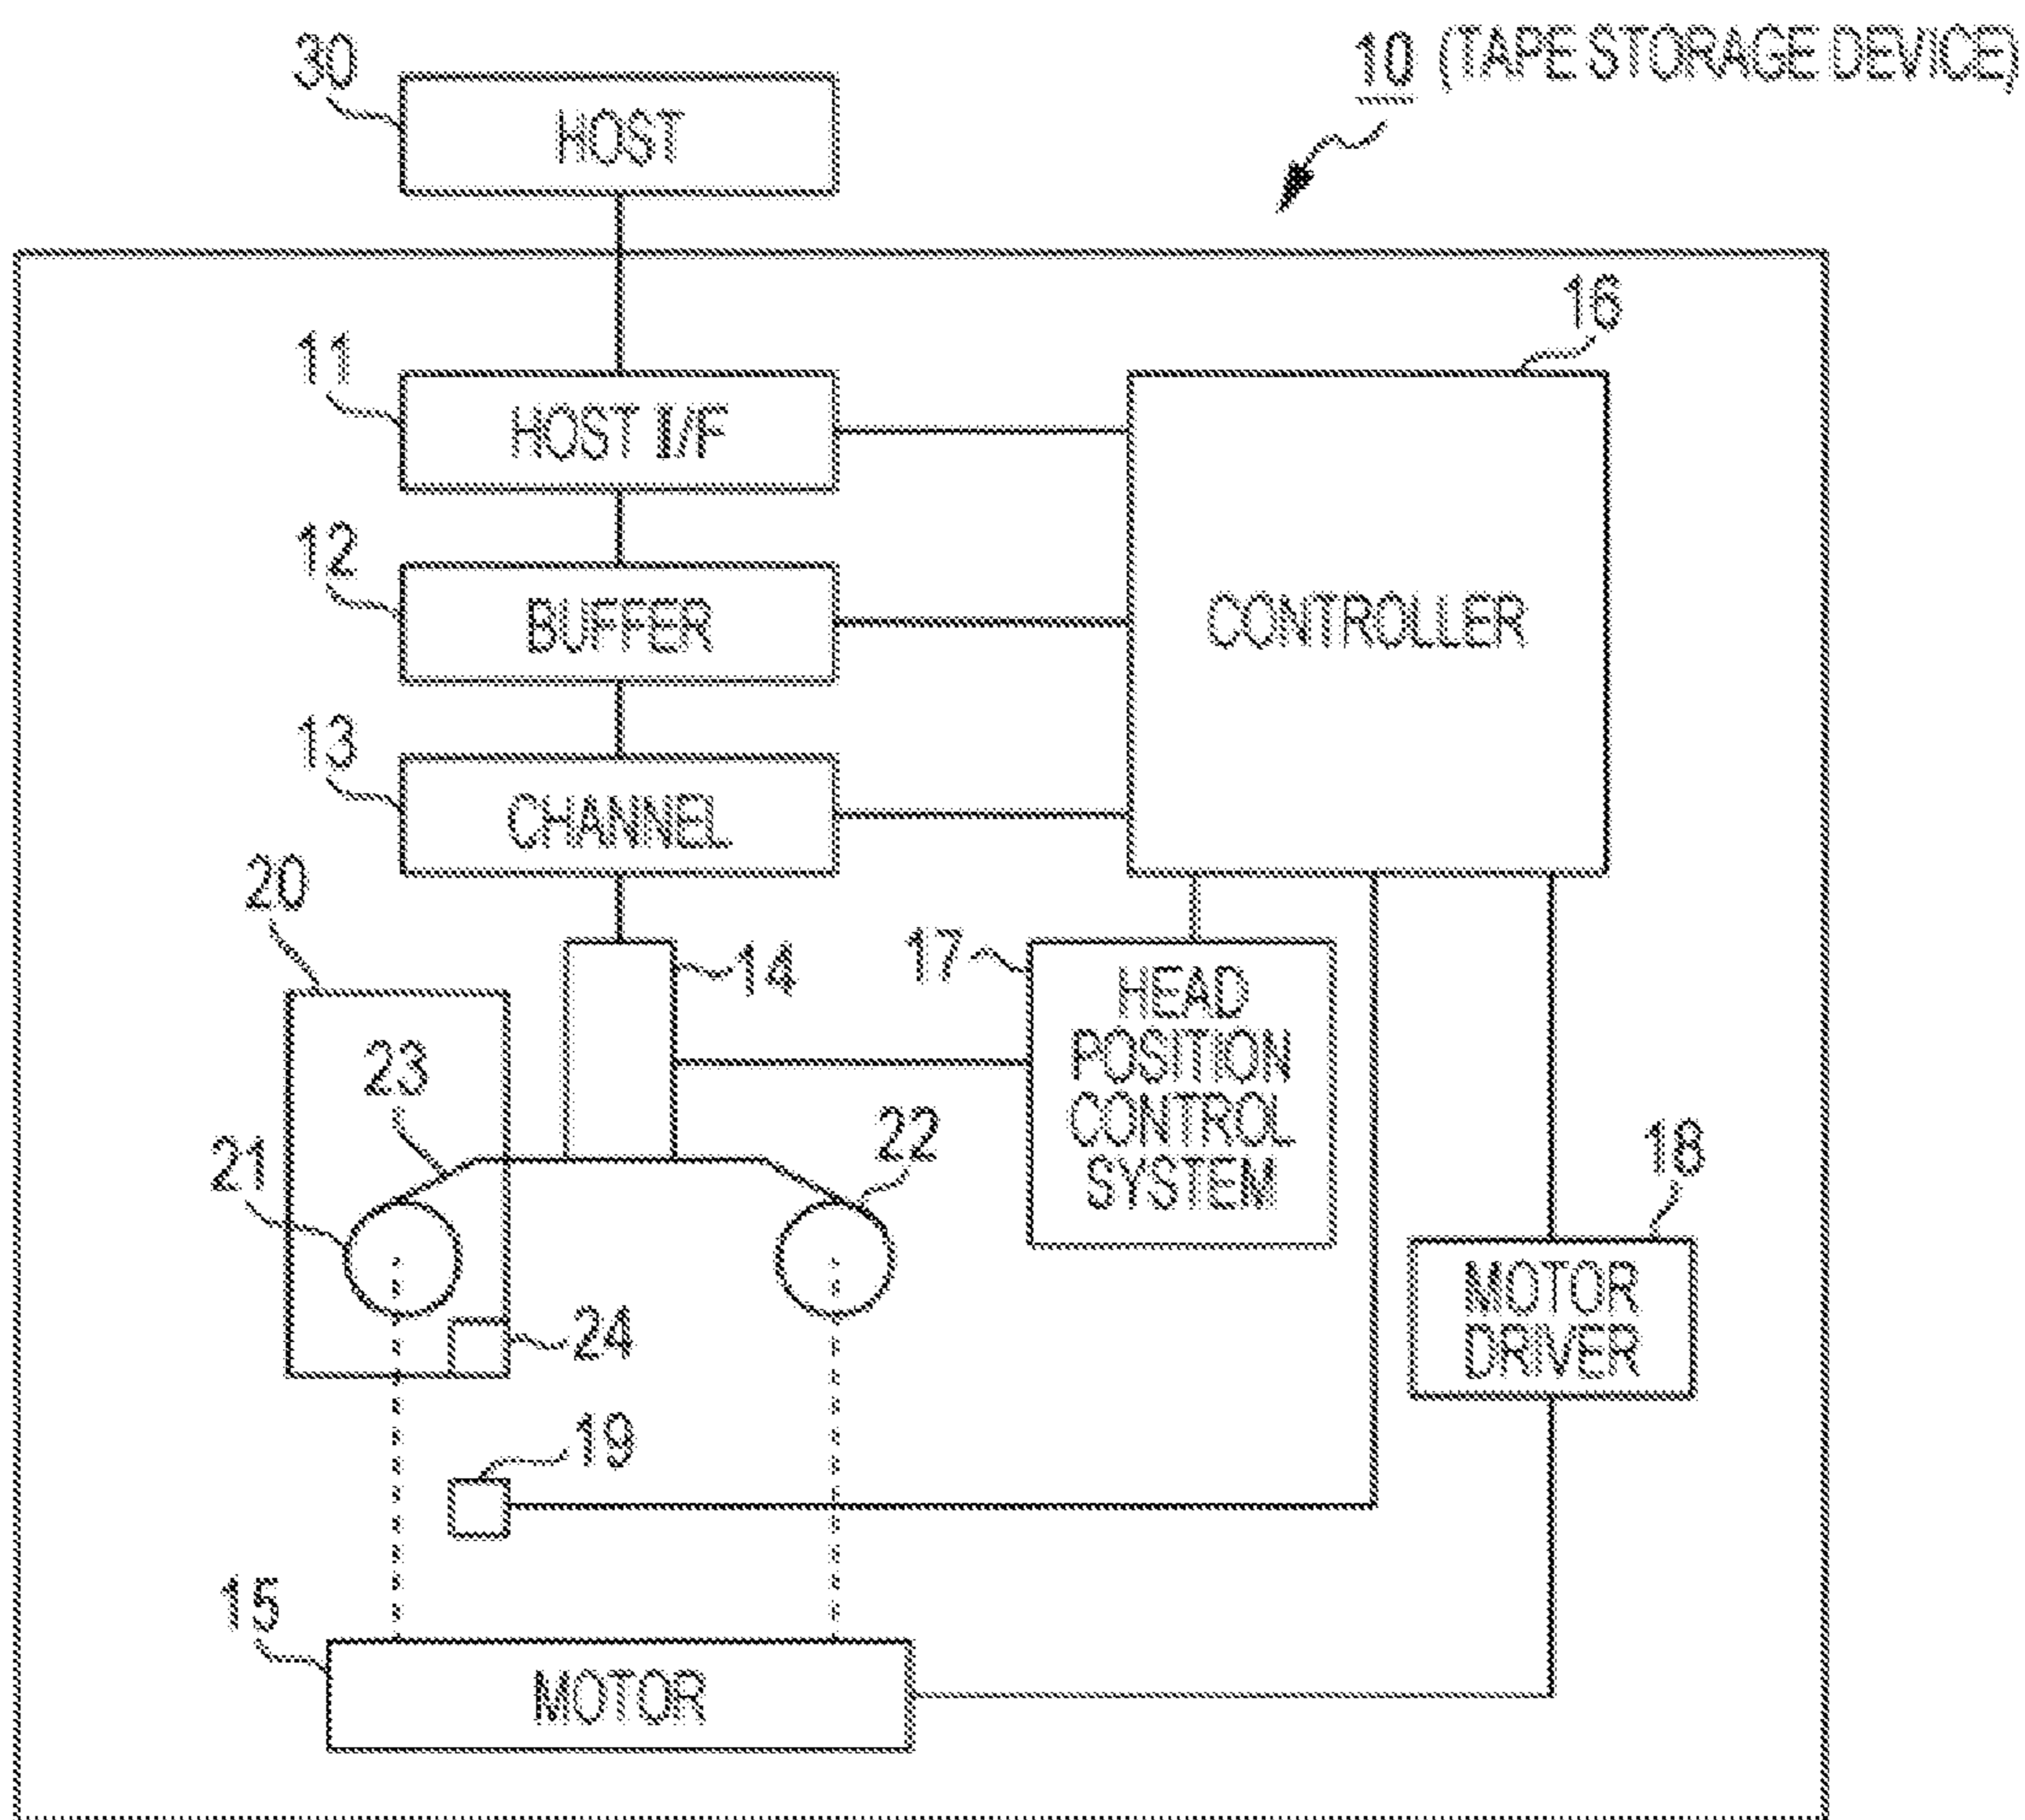 10 (TAPE STORAGE DEVICE)
30
HOST
16
11
HOST I/F
12
BUFFER
CONTROLLER
13
CHANNEL
20
14
17
HEAD
POSITION
CONTROL
SYSTEM
23
22
21
18
MOTOR
DRIVER
24
19
15
MOTOR